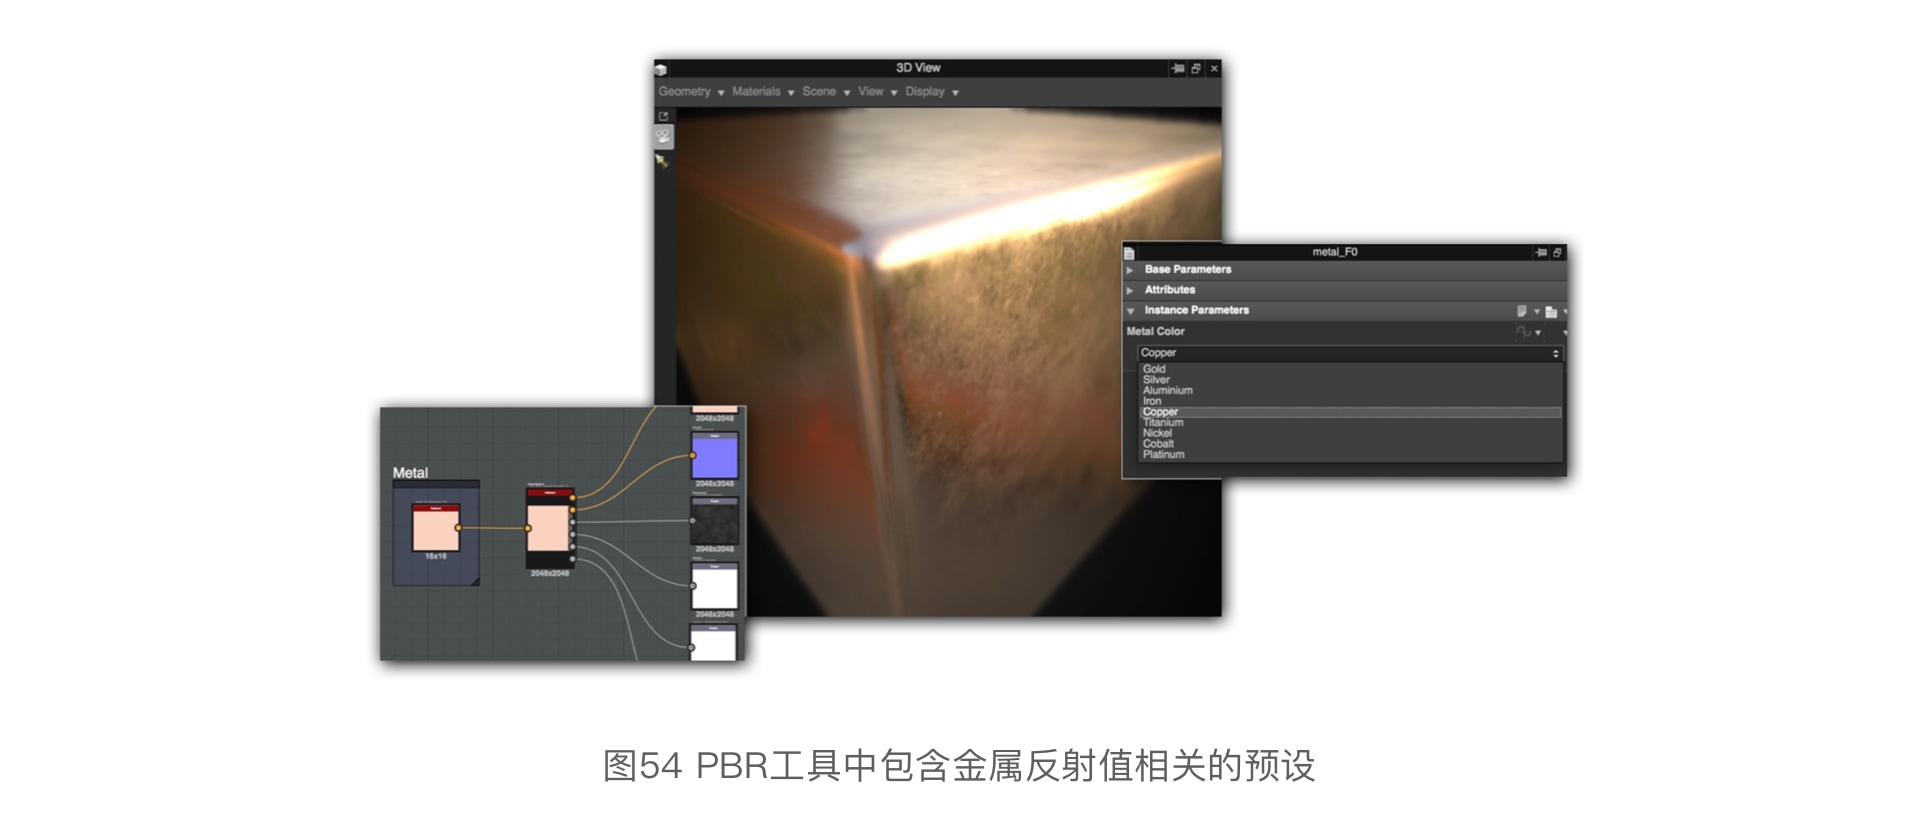 3D View
Geometry Materials Scene View Display
metal_F0
Base Parameters
Attributes
Instance Parameters
Metal Color
Copper
Gold
Silver
Aluminium
Iron
Copper
Titanium
Nickel
Cobalt
Platinum
2048x2048
2048x2048
Metal
2048x2048
16x16
2048x2048
2048x2048
图54 PBR工具中包含金属反射值相关的预设